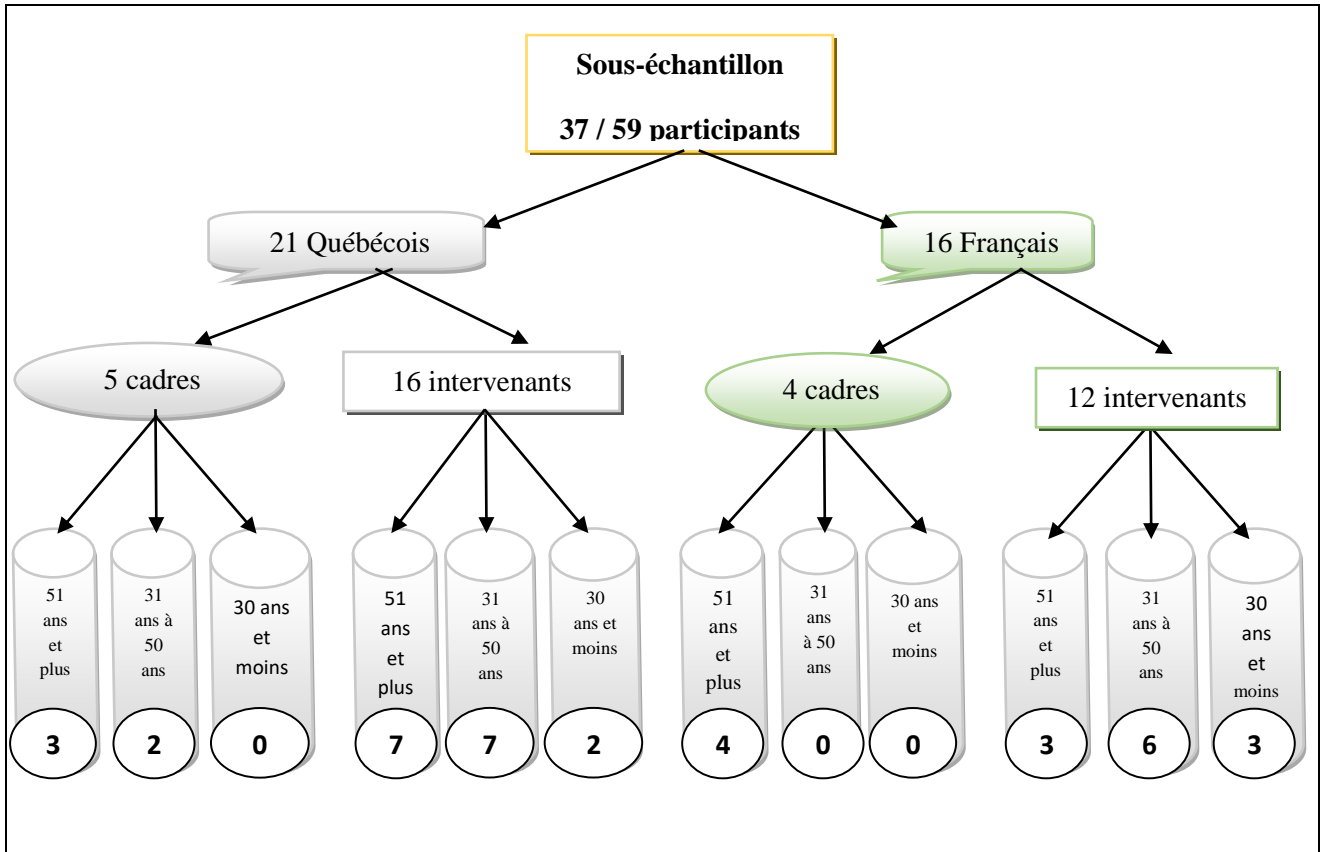 Sous-échantillon
37 / 59 participants
21 Québécois
16 Français
5 cadres
16 intervenants
4 cadres
12 intervenants
51
ans
et
plus
31
ans à
50
ans
30 ans
et
moins
51
ans
et
plus
31
ans à
50
ans
30
ans et
moins
51
ans
et
plus
31
ans
à 50
ans
30 ans
et
moins
51
ans
et
plus
31
ans à
50
ans
30
ans
et
moins
3
2
0
7
7
2
4
0
0
3
6
3